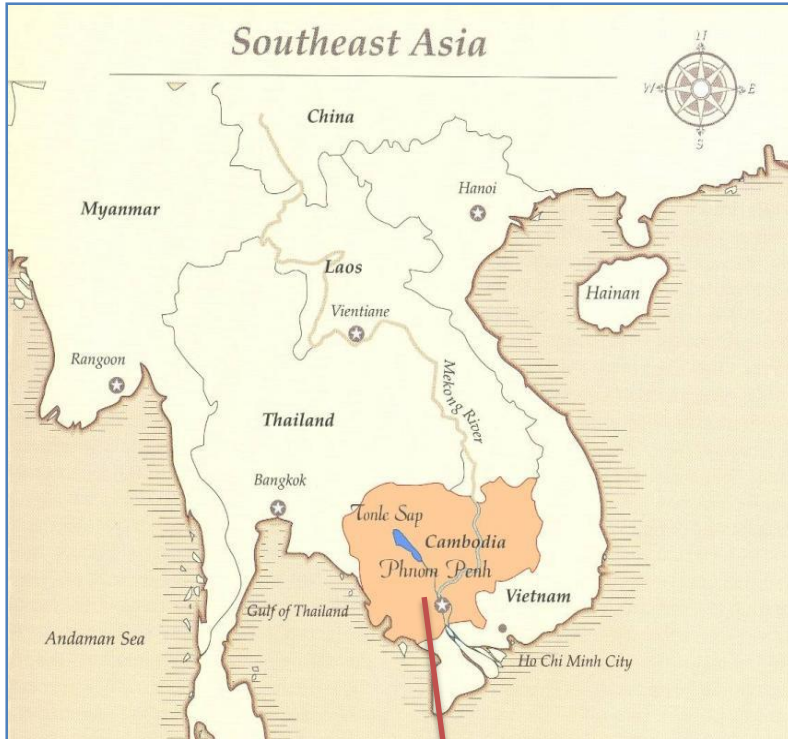 Southeast Asia
N
W
E
S
China
Hanoi
Myanmar
Laos
Hainan
Vientiane
Rangoon
Mekong River
Thailand
Bangkok
Tonle Sap
Cambodia
Phnom Penh
Vietnam
Gulf of Thailand
Andaman Sea
Ho Chi Minh City